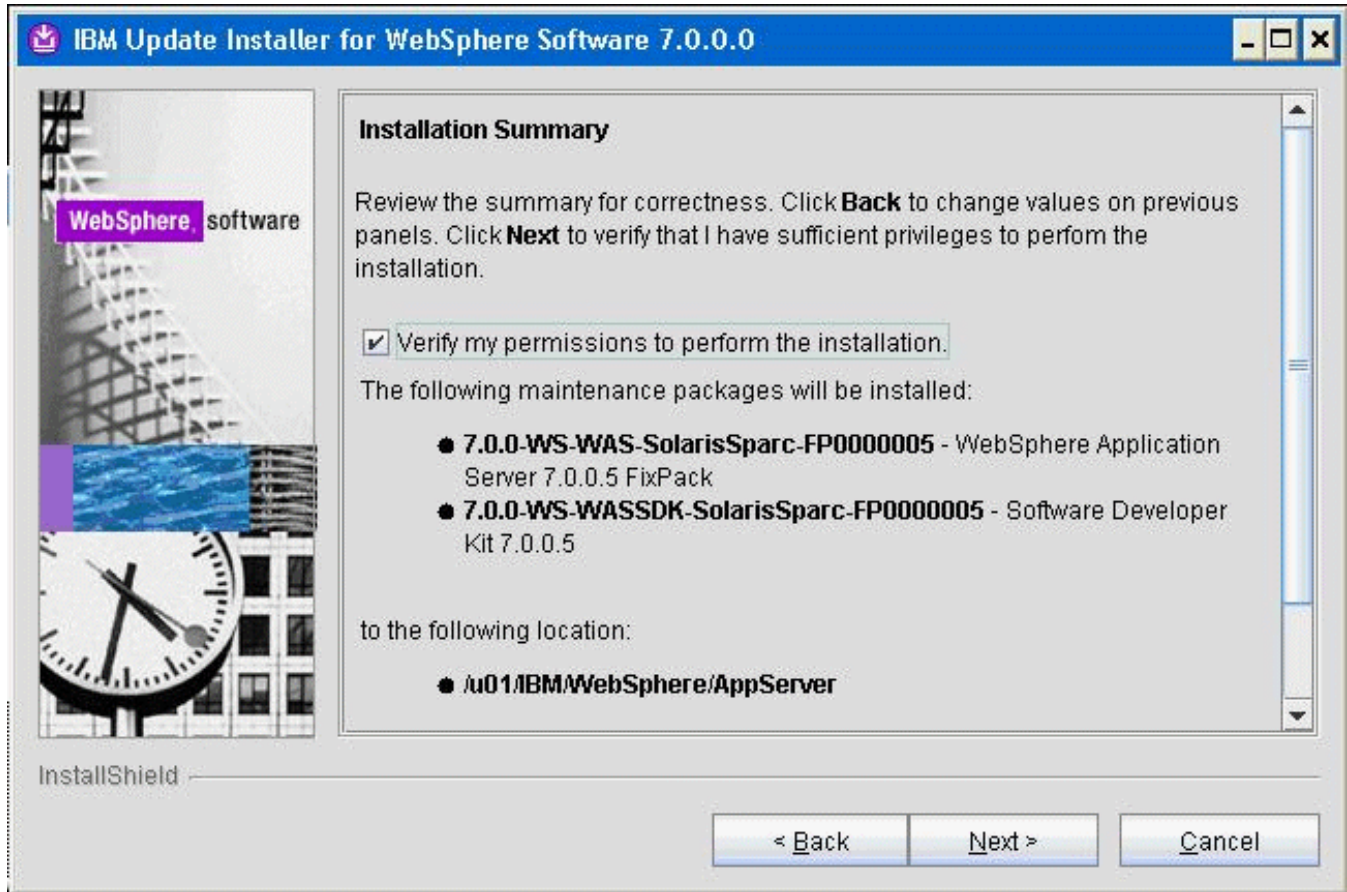 IBM Update Installer for WebSphere Software 7.0.0.0
WebSphere. software
Installation Summary
Review the summary for correctness. Click Back to change values on previous
panels. Click Next to verify that I have sufficient privileges to perfom the
installation.
Verify my permissions to perform the installation.
The following maintenance packages will be installed:
● 7.0.0-WS-WAS-SolarisSparc-FP0000005 - WebSphere Application
Server 7.0.0.5 FixPack
● 7.0.0-WS-WASSDK-SolarisSparc-FP0000005 - Software Developer
Kit 7.0.0.5
to the following location:
● /u01/IBM/WebSphere/AppServer
InstallShield
< Back
Next >
Cancel